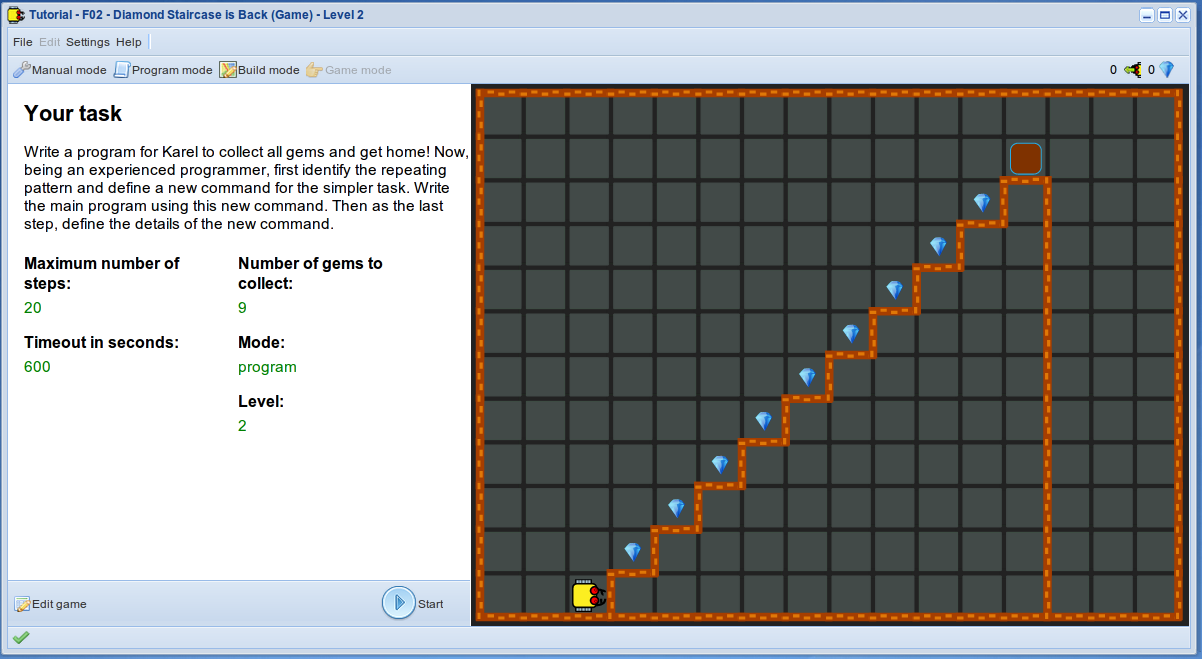 Tutorial - F02 - Diamond Staircase is Back (Game) - Level 2
File Edit Settings Help
Manual mode Program mode Build mode Game mode 0 0
Your task
Write a program for Karel to collect all gems and get home! Now,
being an experienced programmer, first identify the repeating
pattern and define a new command for the simpler task. Write
the main program using this new command. Then as the last
step, define the details of the new command.
Maximum number of
steps:
20
Number of gems to
collect:
9
Timeout in seconds:
600
Mode:
program
Level:
2
Edit game
Start